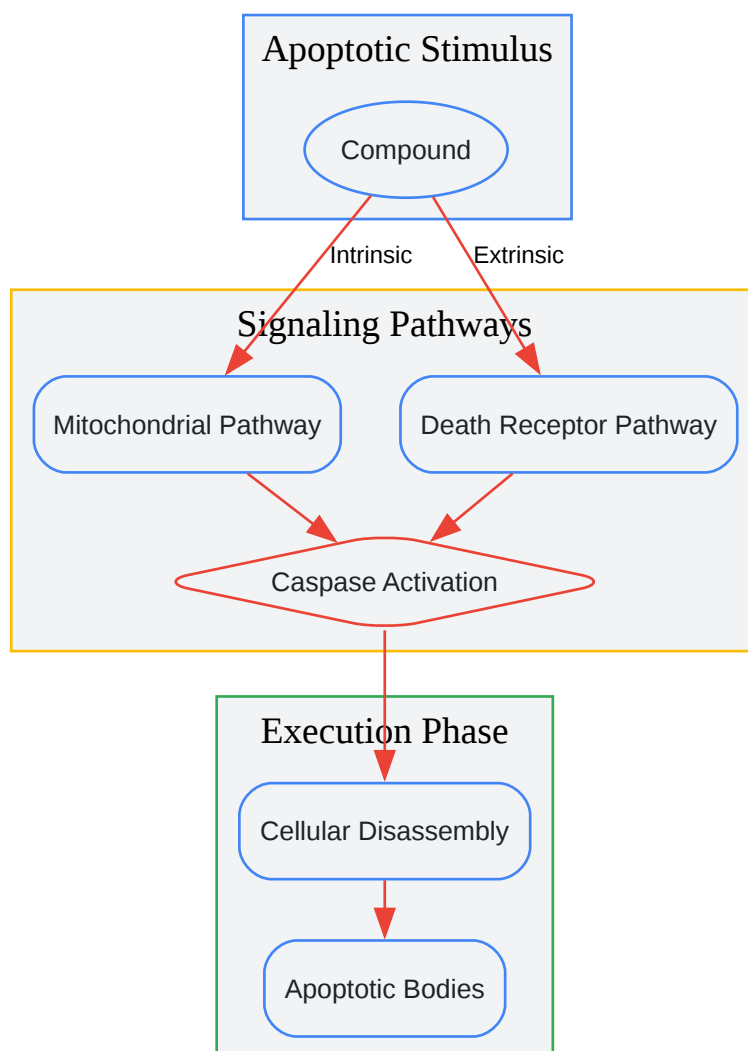 Apoptotic Stimulus
Compound
Intrinsic
Extrinsic
Signaling Pathways
Mitochondrial Pathway
Death Receptor Pathway
Caspase Activation
Execution Phase
Cellular Disassembly
Apoptotic Bodies